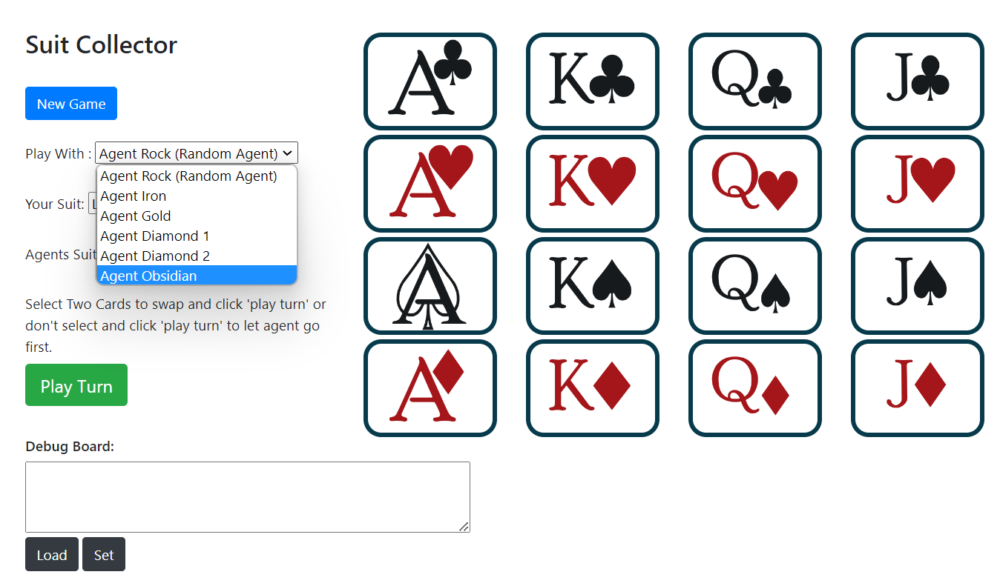 Suit Collector
New Game
Play With : Agent Rock (Random Agent)
Agent Rock (Random Agent)
Agent Iron
Agent Gold
Agent Diamond 1
Agent Diamond 2
Agent Obsidian
Your Suit:
Agents Suit
Select Two Cards to swap and click 'play turn' or
don't select and click 'play turn' to let agent go
first.
Play Turn
Debug Board:
Load Set
A♣ K♣ Q♣ J♣
A♥ K♥ Q♥ J♥
A♠ K♠ Q♠ J♠
A♦ K♦ Q♦ J♦